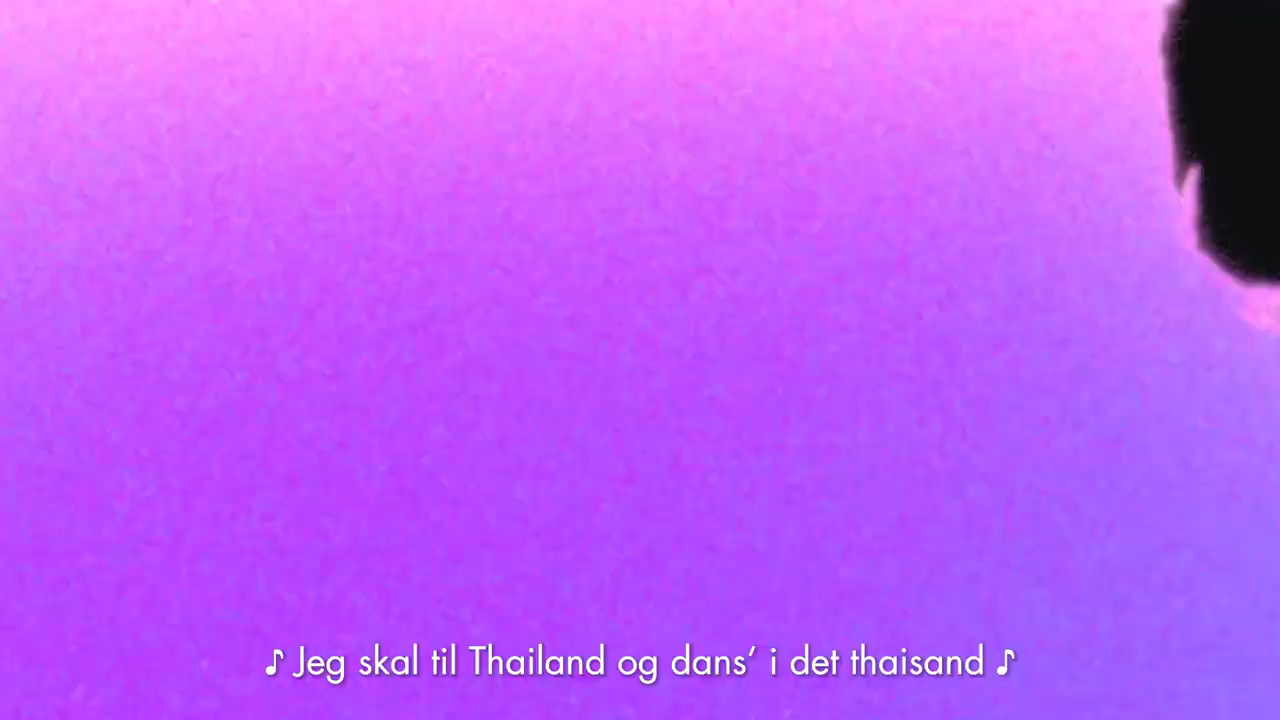 ♪ Jeg skal til Thailand og dans’ i det thaisand ♪